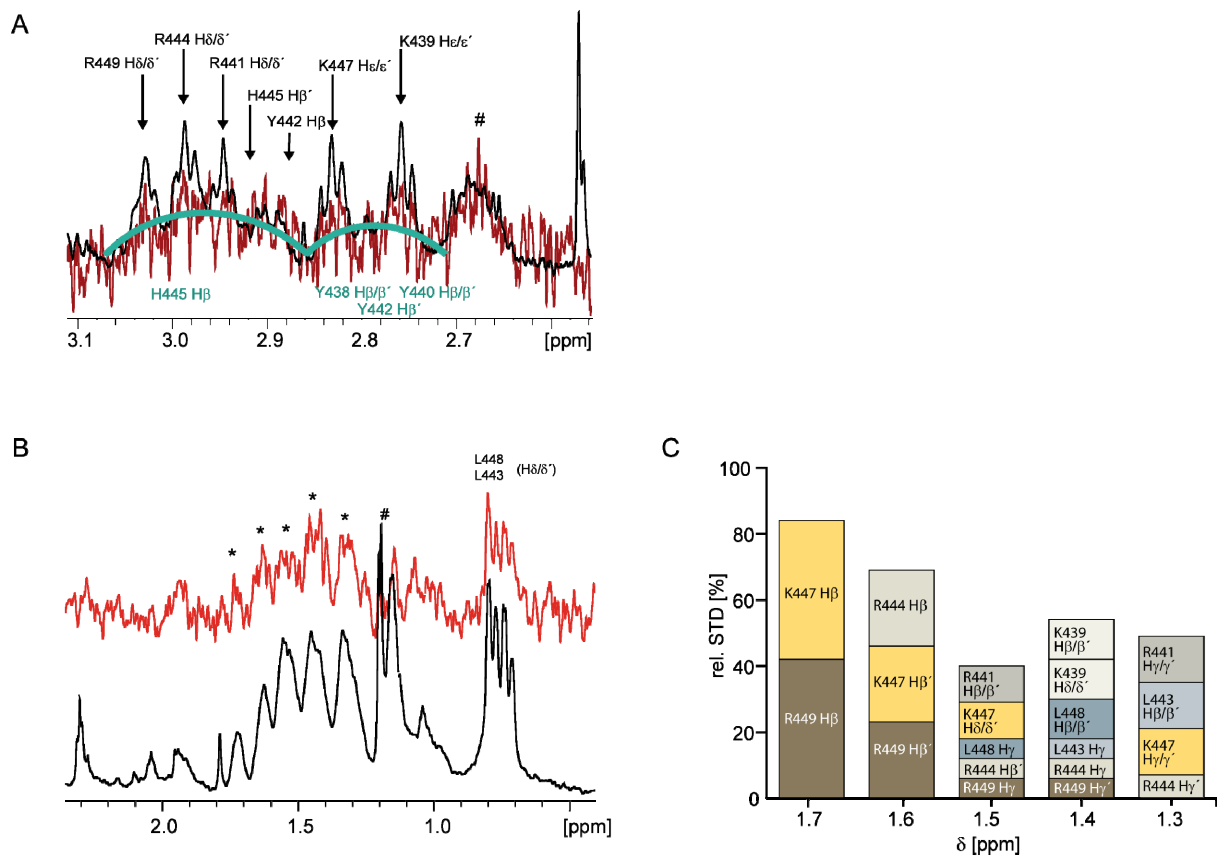 A
R444 Hδ/δ´
K439 Hε/ε´
R449 Hδ/δ´
R441 Hδ/δ´
K447 Hε/ε´
H445 Hβ´
Y442 Hβ
#
H445 Hβ
Y438 Hβ/β´
Y440 Hβ/β´
Y442 Hβ´
3.1
3.0
2.9
2.8
2.7
[ppm]
B
L448
L443
(Hδ/δ´)
*
*
*
*
*
#
2.0
1.5
1.0
[ppm]
C
rel. STD [%]
100
80
60
40
20
0
K447 Hβ
R449 Hβ
R444 Hβ
K447 Hβ´
R449 Hβ´
R441
Hβ/β´
K447
Hδ/δ´
L448 Hγ
R444 Hβ´
R449 Hγ
K439
Hβ/β´
K439
Hδ/δ´
L448
Hβ/β´
L443 Hγ
R444 Hγ
R449 Hγ´
R441
Hγ/γ´
L443
Hβ/β´
K447
Hγ/γ´
R444 Hγ´
1.7
1.6
1.5
1.4
1.3
δ [ppm]